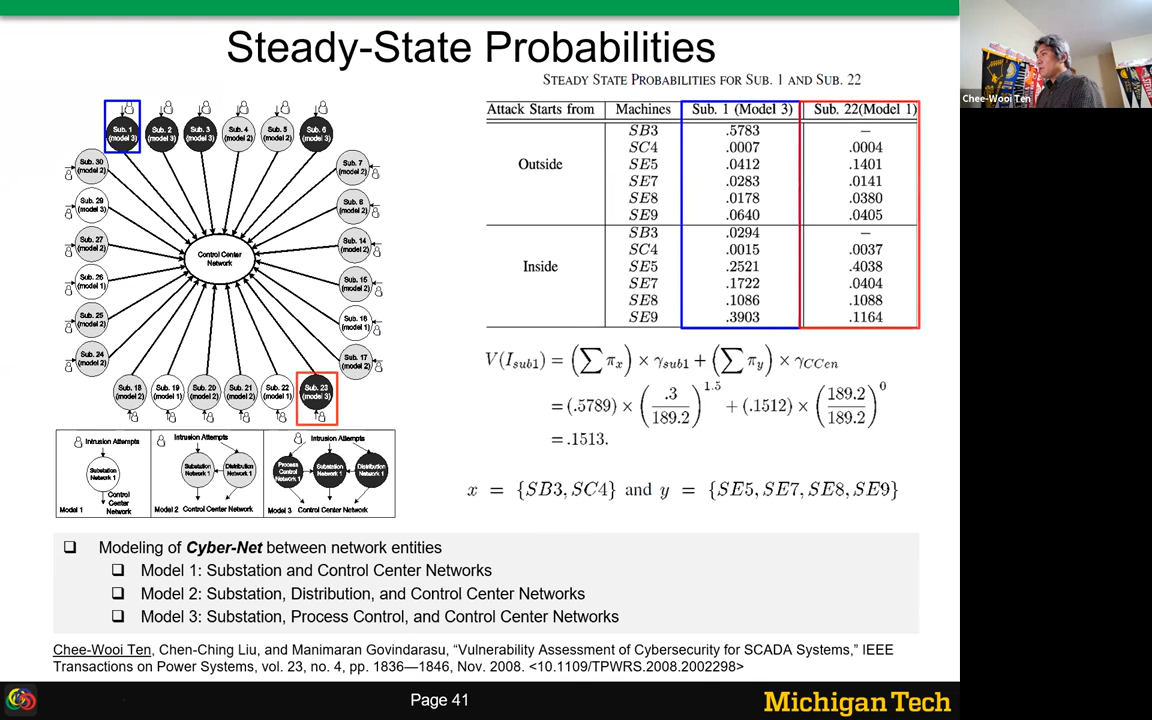 Steady-State Probabilities
STEADY STATE PROBABILITIES FOR SUB. 1 AND SUB. 22
Attack Starts from Machines Sub. 1 (Model 3) Sub. 22(Model 1)
Outside
SB3 .5783 –
SC4 .0007 .0004
SE5 .0412 .1401
SE7 .0283 .0141
SE8 .0178 .0380
SE9 .0640 .0405
Inside
SB3 .0294 –
SC4 .0015 .0037
SE5 .2521 .4038
SE7 .1722 .0404
SE8 .1086 .1088
SE9 .3903 .1164
V(I_sub1) = (∑ π_x) × γ_sub1 + (∑ π_y) × γ_CCen
= (.5789) × (.3/189.2)^1.5 + (.1512) × (189.2/189.2)^0
= .1513.
x = {SB3, SC4} and y = {SE5, SE7, SE8, SE9}
Sub. 1 (model 3)
Sub. 2 (model 3)
Sub. 3 (model 3)
Sub. 4 (model 2)
Sub. 5 (model 2)
Sub. 6 (model 3)
Sub. 30 (model 2)
Sub. 7 (model 2)
Sub. 29 (model 3)
Sub. 8 (model 2)
Sub. 27 (model 2)
Control Center Network
Sub. 14 (model 2)
Sub. 26 (model 1)
Sub. 15 (model 2)
Sub. 25 (model 2)
Sub. 16 (model 1)
Sub. 24 (model 2)
Sub. 17 (model 2)
Sub. 18 (model 2)
Sub. 19 (model 1)
Sub. 20 (model 2)
Sub. 21 (model 2)
Sub. 22 (model 1)
Sub. 23 (model 3)
Intrusion Attempts
Substation Network 1
Control Center Network
Model 1
Intrusion Attempts
Substation Network 1
Distribution Network 1
Model 2 Control Center Network
Intrusion Attempts
Process Control Network 1
Substation Network 1
Distribution Network 1
Model 3 Control Center Network
Modeling of Cyber-Net between network entities
Model 1: Substation and Control Center Networks
Model 2: Substation, Distribution, and Control Center Networks
Model 3: Substation, Process Control, and Control Center Networks
Chee-Wooi Ten, Chen-Ching Liu, and Manimaran Govindarasu, “Vulnerability Assessment of Cybersecurity for SCADA Systems,” IEEE
Transactions on Power Systems, vol. 23, no. 4, pp. 1836—1846, Nov. 2008. <10.1109/TPWRS.2008.2002298>
Page 41
Michigan Tech
Chee-Wooi Ten